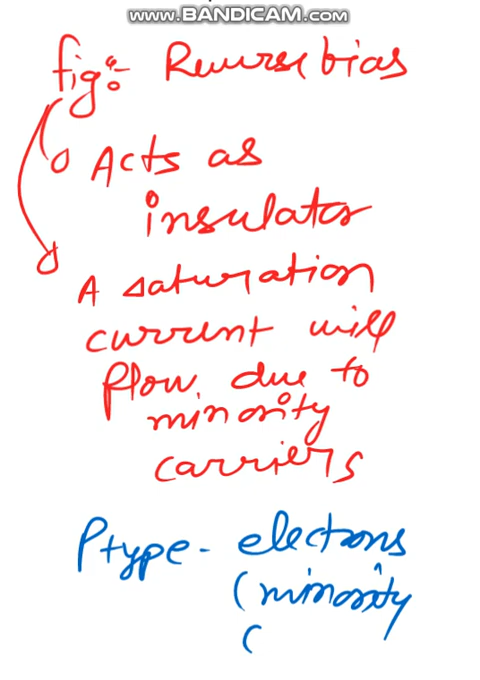 www.BANDICAM.com
fig:- Reverse bias
Acts as
insulator
A saturation
current will
flow, due to
minority
carriers
P type - electrons
(minority
(